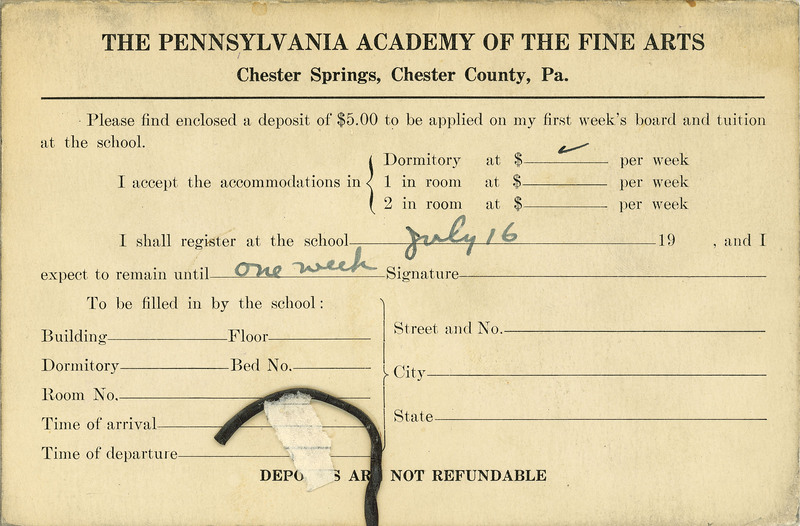 THE PENNSYLVANIA ACADEMY OF THE FINE ARTS
Chester Springs, Chester County, Pa.
Please find enclosed a deposit of $5.00 to be applied on my first week's board and tuition
at the school.
I accept the accommodations in
Dormitory at $ ✓ per week
1 in room at $ per week
2 in room at $ per week
I shall register at the school July 16 19 , and I
expect to remain until one week Signature
To be filled in by the school:
Building Floor
Dormitory Bed No.
Room No.
Time of arrival
Time of departure
Street and No.
City
State
NOT REFUNDABLE